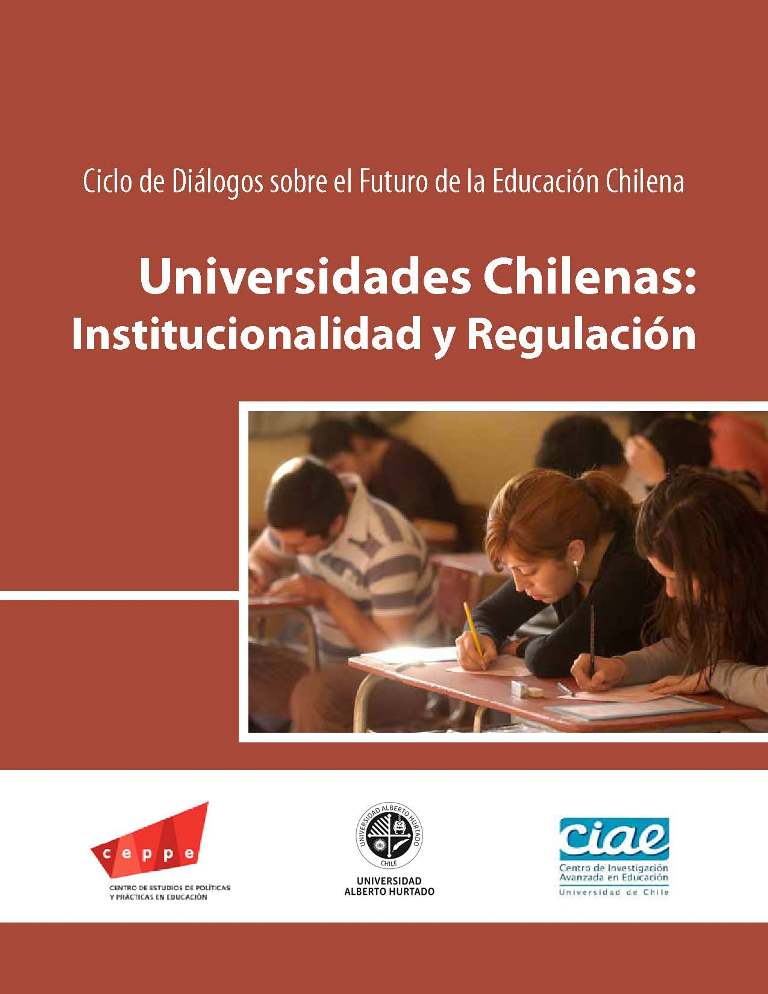 Ciclo de Diálogos sobre el Futuro de la Educación Chilena
Universidades Chilenas:
Institucionalidad y Regulación
ceppe
CENTRO DE ESTUDIOS DE POLÍTICAS
Y PRÁCTICAS EN EDUCACIÓN
UNIVERSIDAD ALBERTO HURTADO
CHILE
UNIVERSIDAD
ALBERTO HURTADO
ciae
Centro de Investigación
Avanzada en Educación
Universidad de Chile